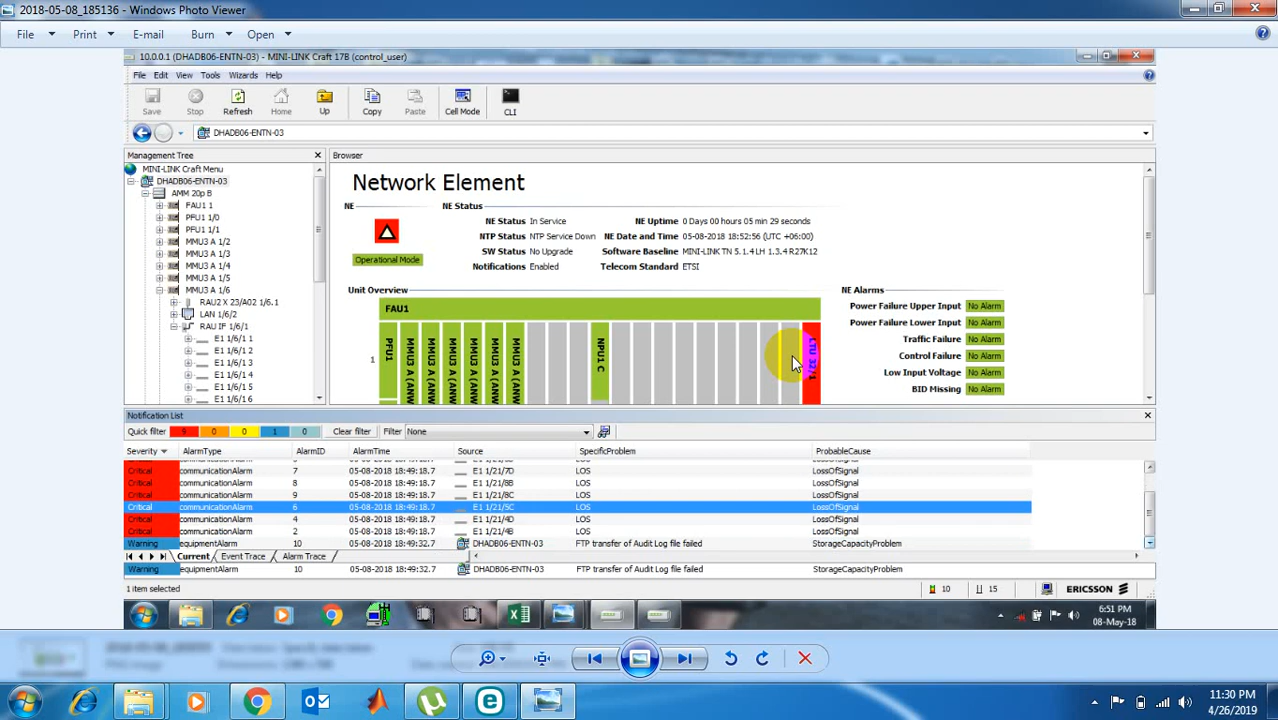 2018-05-08_185136 - Windows Photo Viewer
File Print E-mail Burn Open
10.0.0.1 (DHADB06-ENTN-03) - MINI-LINK Craft 17B (control_user)
File Edit View Tools Wizards Help
Save Stop Refresh Home Up Copy Paste Cell Mode CLI
DHADB06-ENTN-03
Management Tree
MINI-LINK Craft Menu
DHADB06-ENTN-03
AMM 20p B
FAU1 1
PFU1 1/0
PFU1 1/1
MMU3 A 1/2
MMU3 A 1/3
MMU3 A 1/4
MMU3 A 1/5
MMU3 A 1/6
RAU2 X 23/A02 1/6.1
LAN 1/6/2
RAU IF 1/6/1
E1 1/6/1 1
E1 1/6/1 2
E1 1/6/1 3
E1 1/6/1 4
E1 1/6/1 5
E1 1/6/1 6
Browser
Network Element
NE
Operational Mode
NE Status
NE Status In Service
NTP Status NTP Service Down
SW Status No Upgrade
Notifications Enabled
NE Uptime 0 Days 00 hours 05 min 29 seconds
NE Date and Time 05-08-2018 18:52:56 (UTC +06:00)
Software Baseline MINI-LINK TN 5.1.4 LH 1.3.4 R27K12
Telecom Standard ETSI
Unit Overview
FAU1
1
PFU1
MMU3 A (ANW
MMU3 A (ANW
MMU3 A (ANW
MMU3 A (ANW
MMU3 A (ANW
MMU3 A (ANW
NPU1 C
NE Alarms
Power Failure Upper Input No Alarm
Power Failure Lower Input No Alarm
Traffic Failure No Alarm
Control Failure No Alarm
Low Input Voltage No Alarm
BID Missing No Alarm
Notification List
Quick filter 9 0 0 1 0 Clear filter Filter None
Severity AlarmType AlarmID AlarmTime Source SpecificProblem ProbableCause
Critical communicationAlarm 7 05-08-2018 18:49:18.7 E1 1/21/7D LOS LossOfSignal
Critical communicationAlarm 8 05-08-2018 18:49:18.7 E1 1/21/8B LOS LossOfSignal
Critical communicationAlarm 9 05-08-2018 18:49:18.7 E1 1/21/8C LOS LossOfSignal
Critical communicationAlarm 6 05-08-2018 18:49:18.7 E1 1/21/5C LOS LossOfSignal
Critical communicationAlarm 4 05-08-2018 18:49:18.7 E1 1/21/4D LOS LossOfSignal
Critical communicationAlarm 2 05-08-2018 18:49:18.7 E1 1/21/4B LOS LossOfSignal
Warning equipmentAlarm 10 05-08-2018 18:49:32.7 DHADB06-ENTN-03 FTP transfer of Audit Log file failed StorageCapacityProblem
Current Event Trace Alarm Trace
Warning equipmentAlarm 10 05-08-2018 18:49:32.7 DHADB06-ENTN-03 FTP transfer of Audit Log file failed StorageCapacityProblem
1 item selected
10 15 ERICSSON
6:51 PM
08-May-18
11:30 PM
4/26/2019